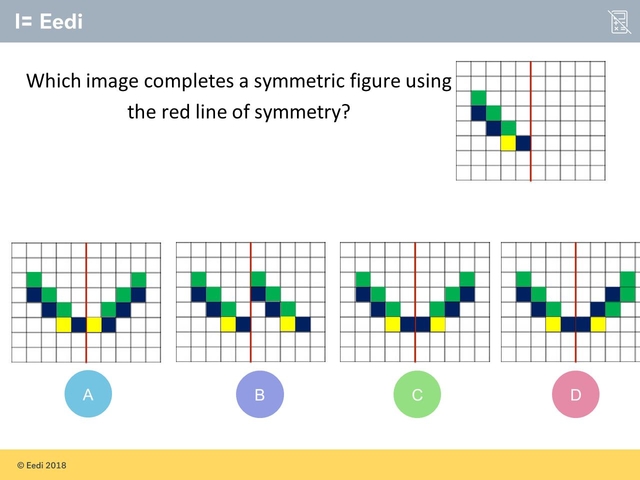 Eedi
Which image completes a symmetric figure using
the red line of symmetry?
A
B
C
D
© Eedi 2018